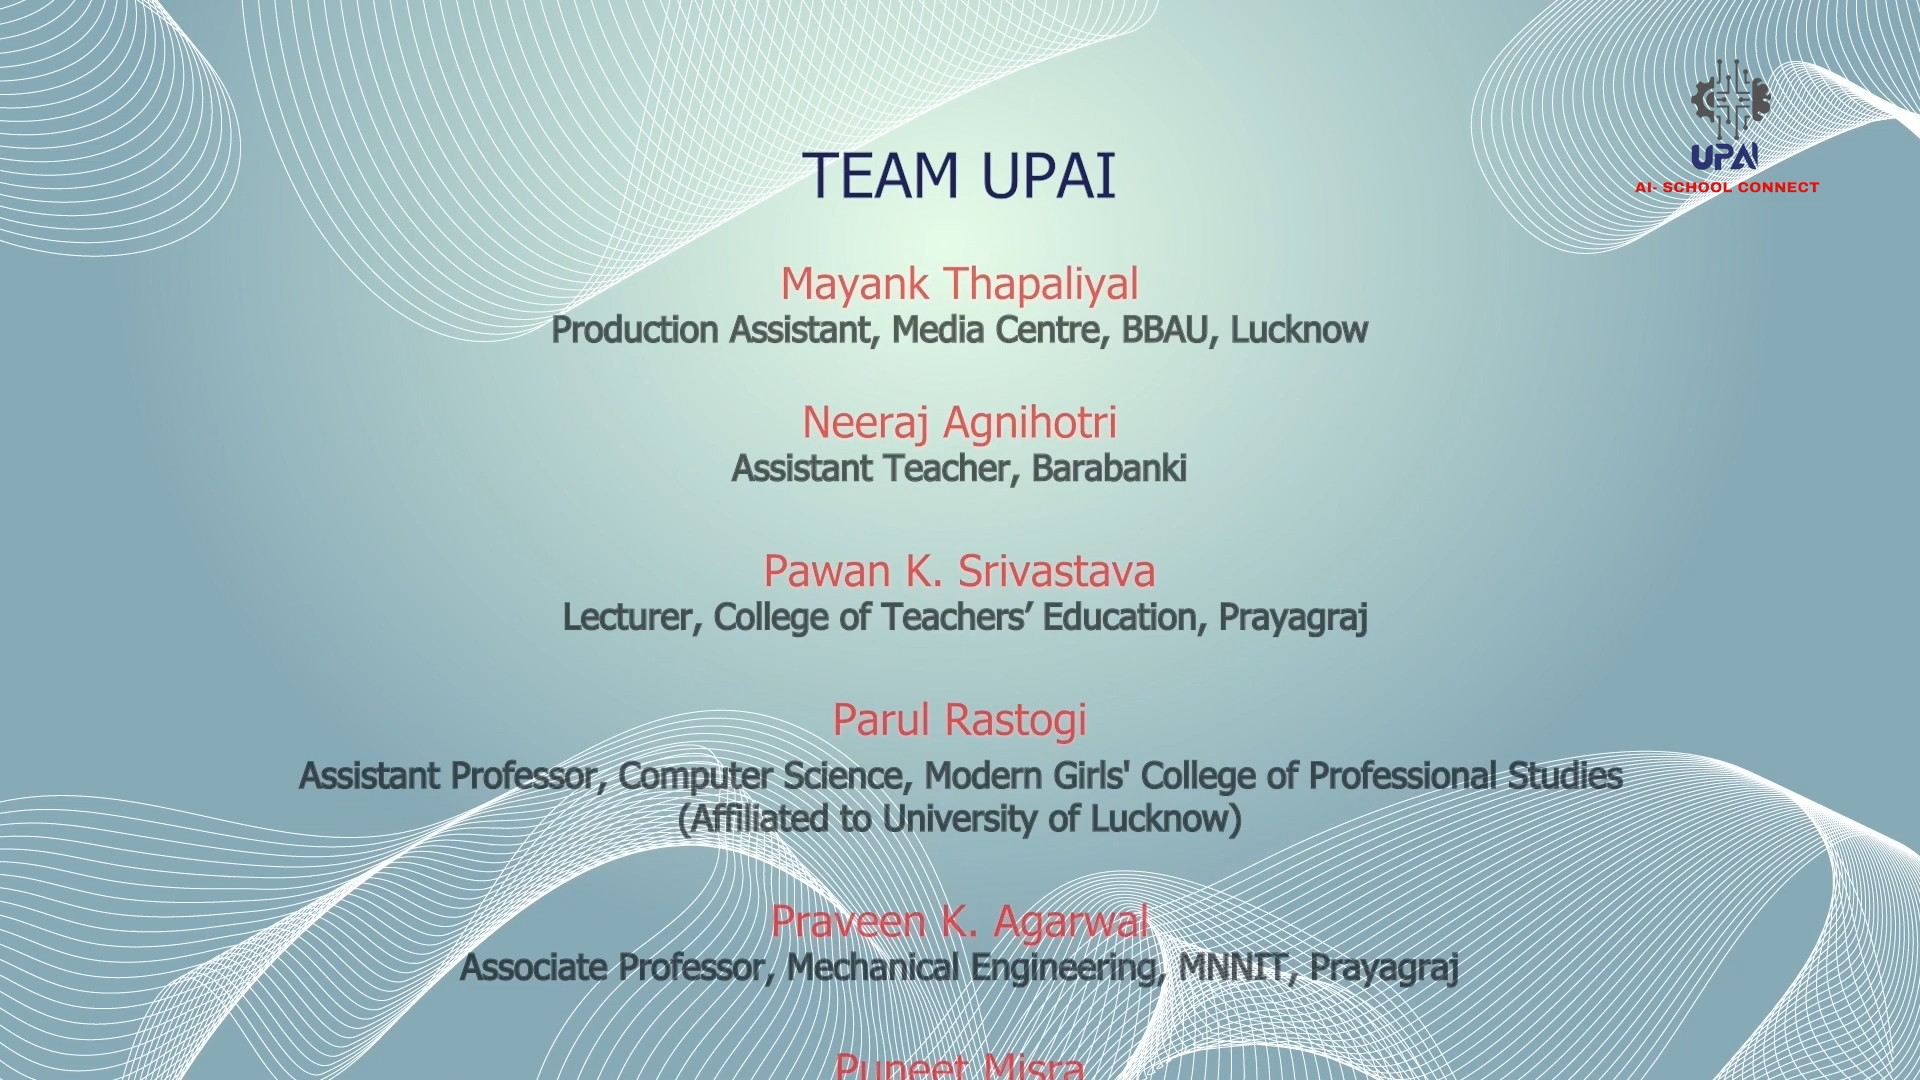 UPAI
AI- SCHOOL CONNECT
TEAM UPAI
Mayank Thapaliyal
Production Assistant, Media Centre, BBAU, Lucknow
Neeraj Agnihotri
Assistant Teacher, Barabanki
Pawan K. Srivastava
Lecturer, College of Teachers’ Education, Prayagraj
Parul Rastogi
Assistant Professor, Computer Science, Modern Girls' College of Professional Studies
(Affiliated to University of Lucknow)
Praveen K. Agarwal
Associate Professor, Mechanical Engineering, MNNIT, Prayagraj
Puneet Misra